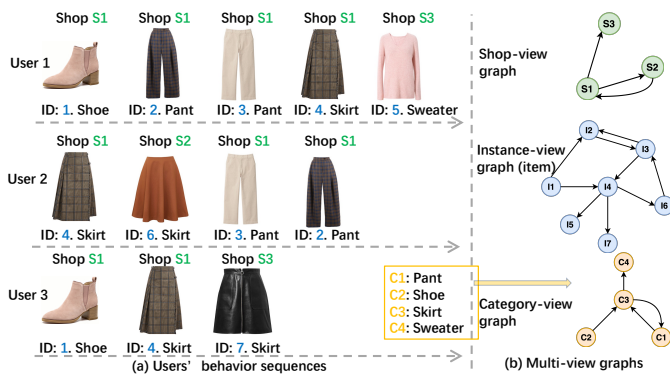 Shop S1 Shop S1 Shop S1 Shop S1 Shop S3
User 1
ID: 1. Shoe ID: 2. Pant ID: 3. Pant ID: 4. Skirt ID: 5. Sweater
Shop S1 Shop S2 Shop S1 Shop S1
User 2
ID: 4. Skirt ID: 6. Skirt ID: 3. Pant ID: 2. Pant
Shop S1 Shop S1 Shop S3
User 3
ID: 1. Shoe ID: 4. Skirt ID: 7. Skirt
C1: Pant
C2: Shoe
C3: Skirt
C4: Sweater
(a) Users' behavior sequences
Shop-view
graph
S3
S2
S1
Instance-view
graph (item)
I2
I3
I1
I4
I6
I5
I7
Category-view
graph
C4
C3
C2
C1
(b) Multi-view graphs